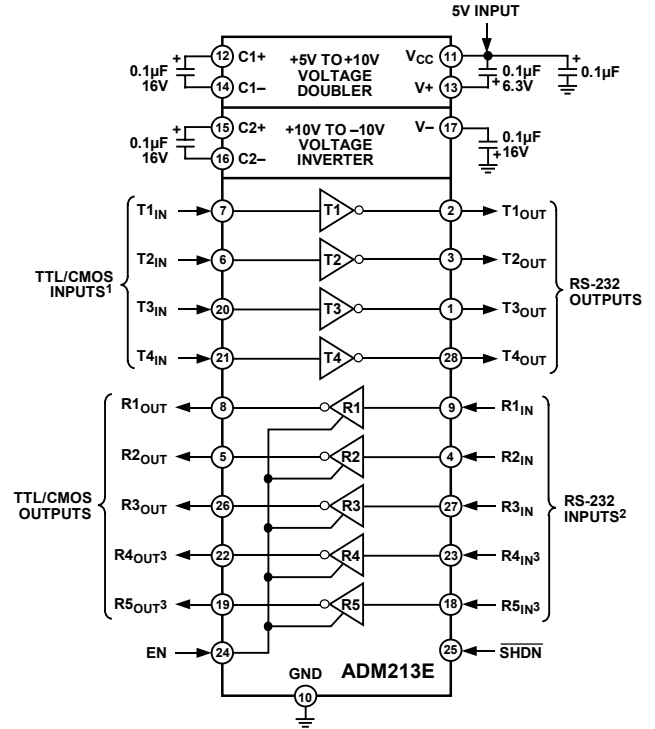 5V INPUT
0.1µF
16V
+
12
C1+
14
C1–
+5V TO +10V
VOLTAGE
DOUBLER
VCC
11
V+
13
+
0.1µF
6.3V
+
0.1µF
0.1µF
16V
+
15
C2+
16
C2–
+10V TO –10V
VOLTAGE
INVERTER
V–
17
+
0.1µF
16V
TTL/CMOS
INPUTS1
T1IN
7
T1
2
T1OUT
T2IN
6
T2
3
T2OUT
T3IN
20
T3
1
T3OUT
T4IN
21
T4
28
T4OUT
RS-232
OUTPUTS
TTL/CMOS
OUTPUTS
R1OUT
8
R1
9
R1IN
R2OUT
5
R2
4
R2IN
R3OUT
26
R3
27
R3IN
R4OUT3
22
R4
23
R4IN3
R5OUT3
19
R5
18
R5IN3
RS-232
INPUTS2
EN
24
25
SHDN
GND
10
ADM213E